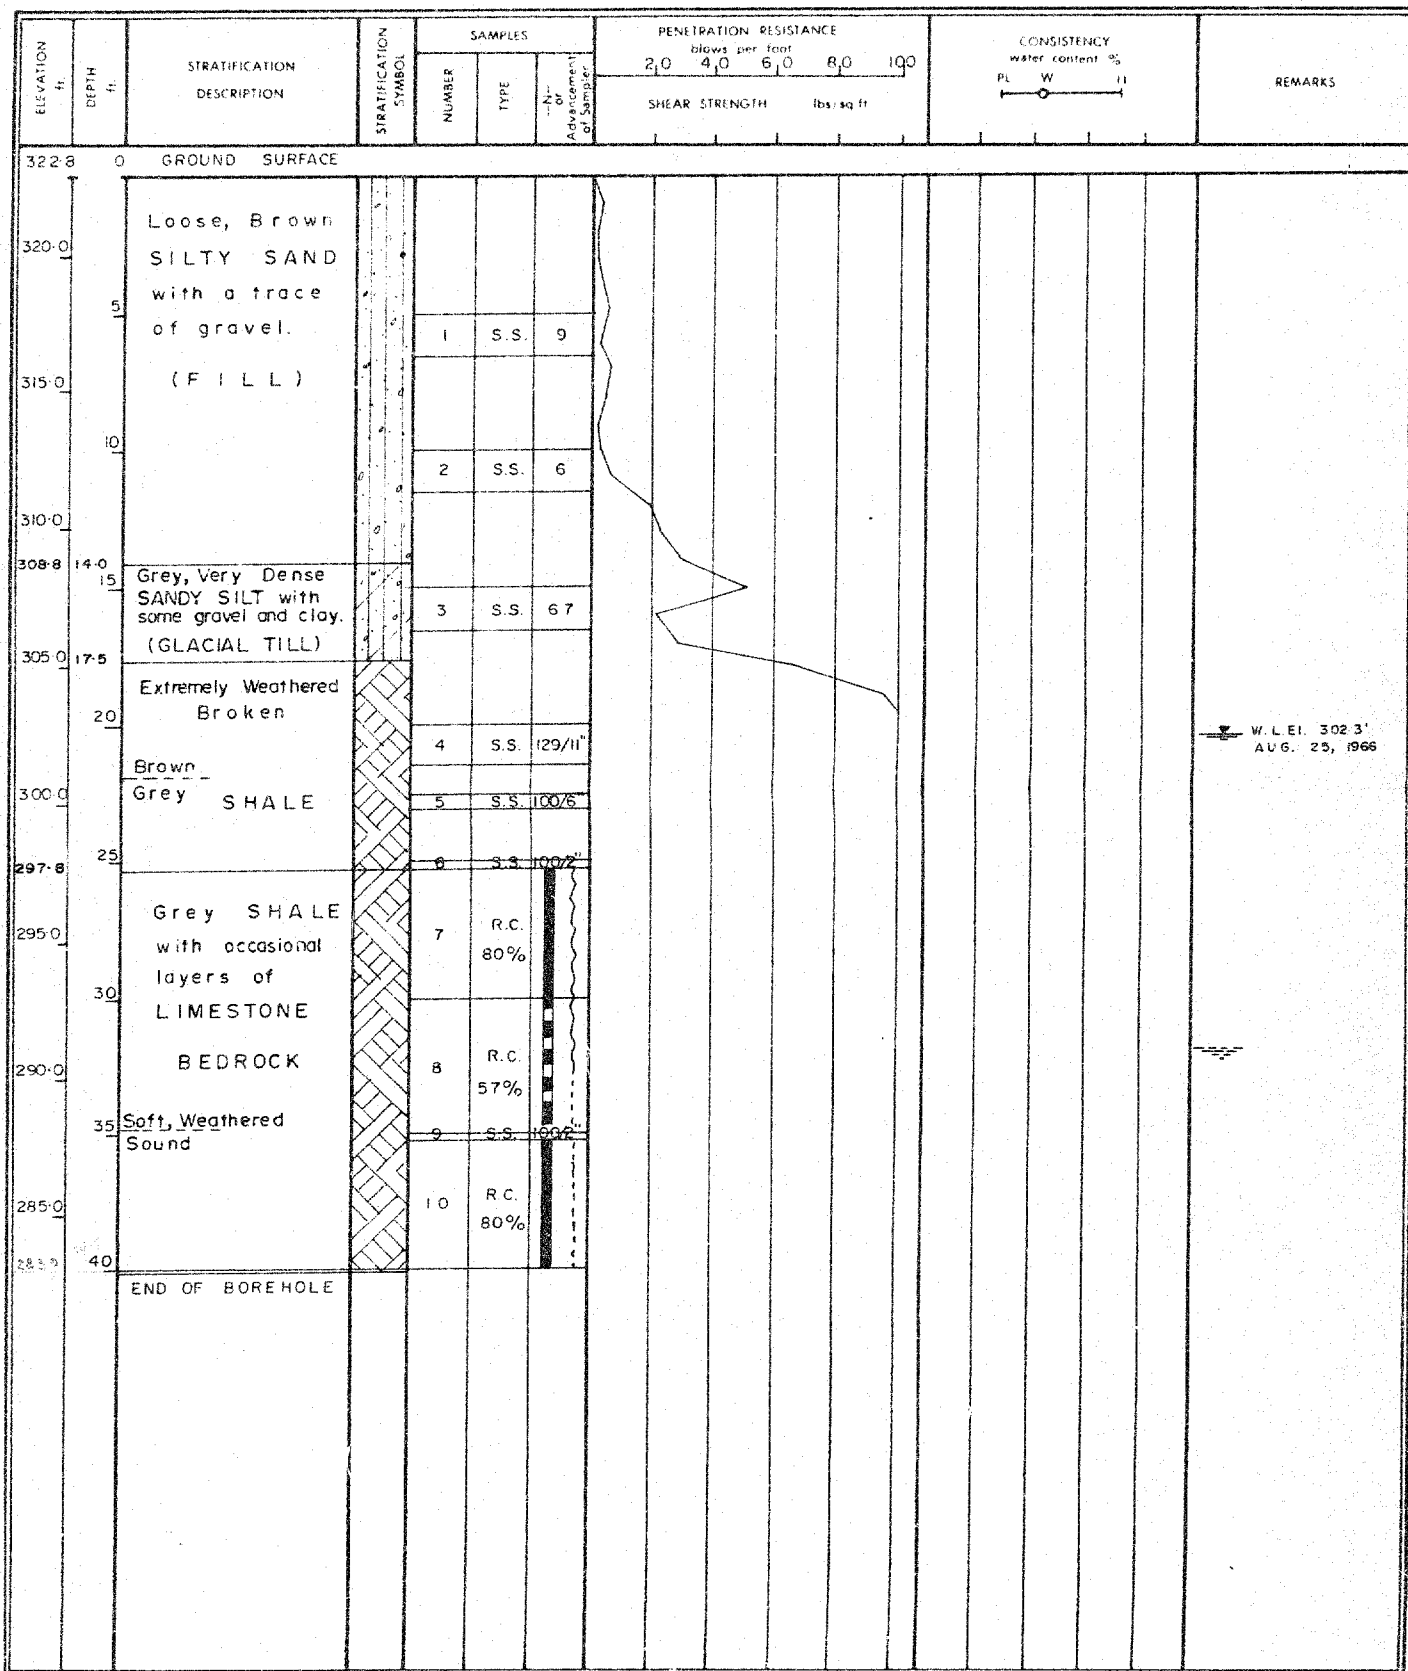 ELEVATION ft.
DEPTH ft.
STRATIFICATION
DESCRIPTION
STRATIFICATION
SYMBOL
SAMPLES
NUMBER
TYPE
--N--
or
Advancement
of Sampler
PENETRATION RESISTANCE
blows per foot
20 40 60 80 100
SHEAR STRENGTH lbs/sq ft
CONSISTENCY
water content %
PL W
REMARKS
322.8 0 GROUND SURFACE
Loose, Brown
320.0 SILTY SAND
with a trace
5
of gravel.
1 S.S. 9
315.0 (FILL)
10
2 S.S. 6
310.0
308.8 14.0
15
Grey, Very Dense
SANDY SILT with
some gravel and clay.
(GLACIAL TILL)
3 S.S. 67
305.0 17.5
Extremely Weathered
Broken
20
4 S.S. 129/11"
W.L.El. 302.3'
AUG. 25, 1966
Brown
Grey SHALE
300.0
5 S.S. 100/6"
25
6 S.S. 100/2"
297.8
Grey SHALE
with occasional
layers of
LIMESTONE
BEDROCK
295.0
7 R.C.
80%
30
8 R.C.
57%
290.0
35 Soft, Weathered
Sound
9 S.S. 100/2"
10 R.C.
80%
285.0
40
END OF BOREHOLE